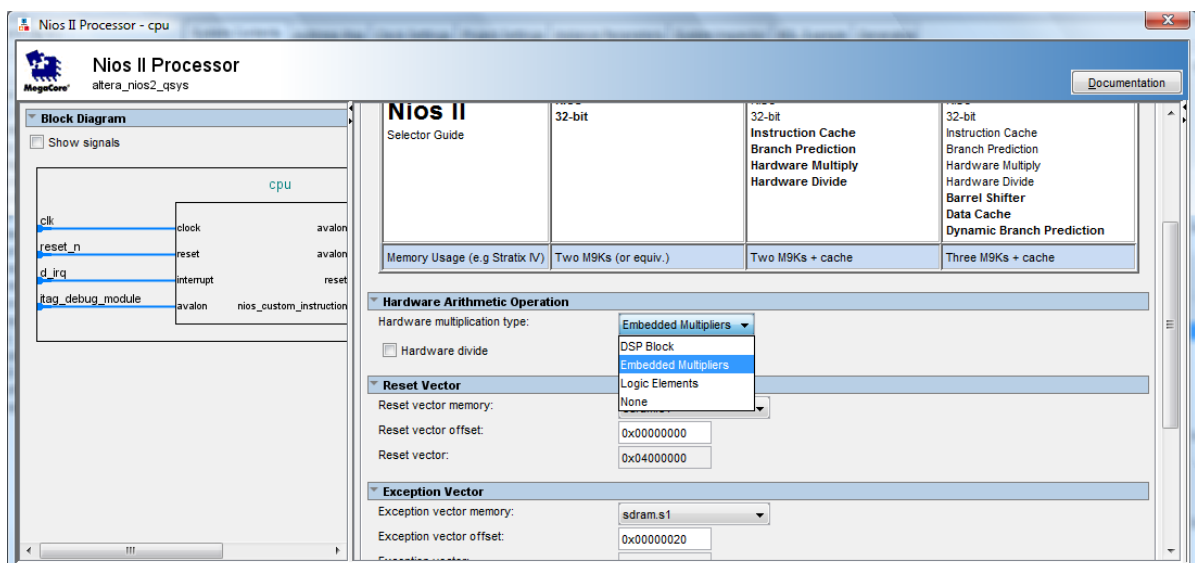 Nios II Processor - cpu
Nios II Processor
altera_nios2_qsys
MegaCore®
Documentation
Block Diagram
Show signals
cpu
clk
clock
avalon
reset_n
reset
avalon
d_irq
interrupt
reset
jtag_debug_module
avalon
nios_custom_instruction
Nios II
Selector Guide
32-bit
32-bit
Instruction Cache
Branch Prediction
Hardware Multiply
Hardware Divide
32-bit
Instruction Cache
Branch Prediction
Hardware Multiply
Hardware Divide
Barrel Shifter
Data Cache
Dynamic Branch Prediction
Memory Usage (e.g Stratix IV)
Two M9Ks (or equiv.)
Two M9Ks + cache
Three M9Ks + cache
Hardware Arithmetic Operation
Hardware multiplication type:
Embedded Multipliers
DSP Block
Embedded Multipliers
Logic Elements
None
Hardware divide
Reset Vector
Reset vector memory:
Reset vector offset:
0x00000000
Reset vector:
0x04000000
Exception Vector
Exception vector memory:
sdram.s1
Exception vector offset:
0x00000020